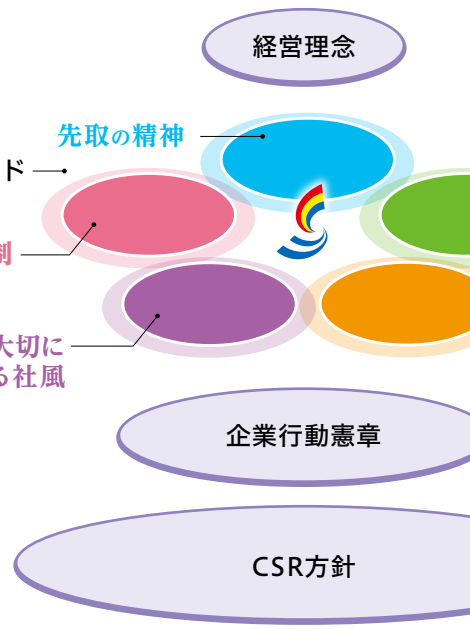 経営理念
先取の精神
ド
制
大切に
る社風
企業行動憲章
CSR方針